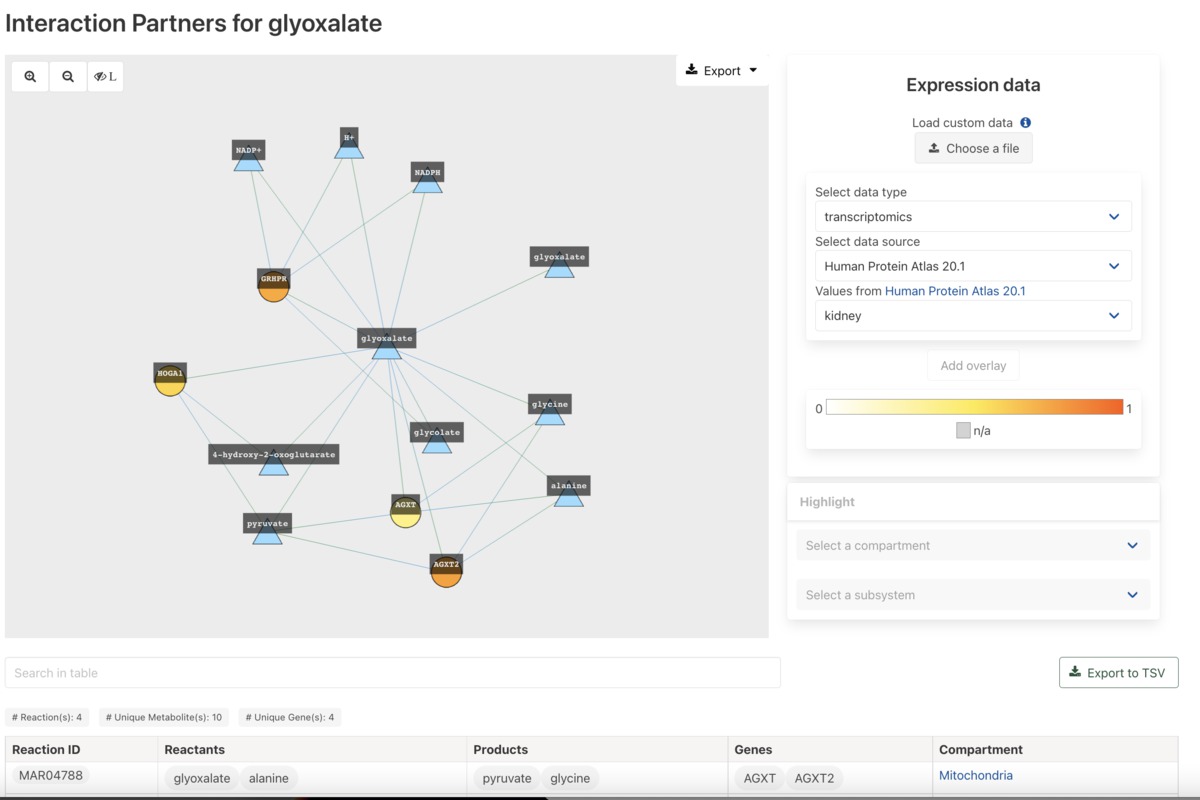 Interaction Partners for glyoxalate
L
Export
NADP+
H+
NADPH
glyoxalate
GRHPR
glyoxalate
HOGA1
glycine
glycolate
4-hydroxy-2-oxoglutarate
alanine
AGXT
pyruvate
AGXT2
Expression data
Load custom data
Choose a file
Select data type
transcriptomics
Select data source
Human Protein Atlas 20.1
Values from Human Protein Atlas 20.1
kidney
Add overlay
0 1
n/a
Highlight
Select a compartment
Select a subsystem
Search in table
Export to TSV
# Reaction(s): 4 # Unique Metabolite(s): 10 # Unique Gene(s): 4
Reaction ID Reactants Products Genes Compartment
MAR04788 glyoxalate alanine pyruvate glycine AGXT AGXT2 Mitochondria